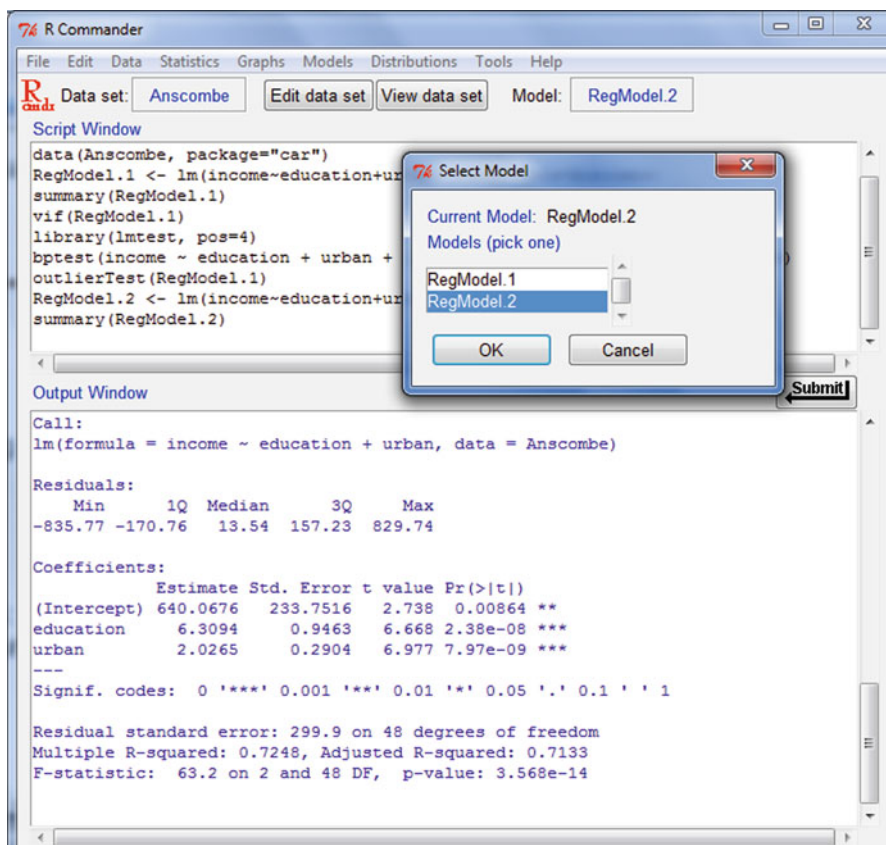 R Commander
File Edit Data Statistics Graphs Models Distributions Tools Help
R cmdr Data set: Anscombe Edit data set View data set Model: RegModel.2
Script Window
data(Anscombe, package="car")
RegModel.1 <- lm(income~education+ur
summary(RegModel.1)
vif(RegModel.1)
library(lmtest, pos=4)
bptest(income ~ education + urban + )
outlierTest(RegModel.1)
RegModel.2 <- lm(income~education+ur
summary(RegModel.2)
Select Model
Current Model: RegModel.2
Models (pick one)
RegModel.1
RegModel.2
OK Cancel
Output Window
Submit
Call:
lm(formula = income ~ education + urban, data = Anscombe)
Residuals:
Min 1Q Median 3Q Max
-835.77 -170.76 13.54 157.23 829.74
Coefficients:
Estimate Std. Error t value Pr(>|t|)
(Intercept) 640.0676 233.7516 2.738 0.00864 **
education 6.3094 0.9463 6.668 2.38e-08 ***
urban 2.0265 0.2904 6.977 7.97e-09 ***
---
Signif. codes: 0 '***' 0.001 '**' 0.01 '*' 0.05 '.' 0.1 ' ' 1
Residual standard error: 299.9 on 48 degrees of freedom
Multiple R-squared: 0.7248, Adjusted R-squared: 0.7133
F-statistic: 63.2 on 2 and 48 DF, p-value: 3.568e-14